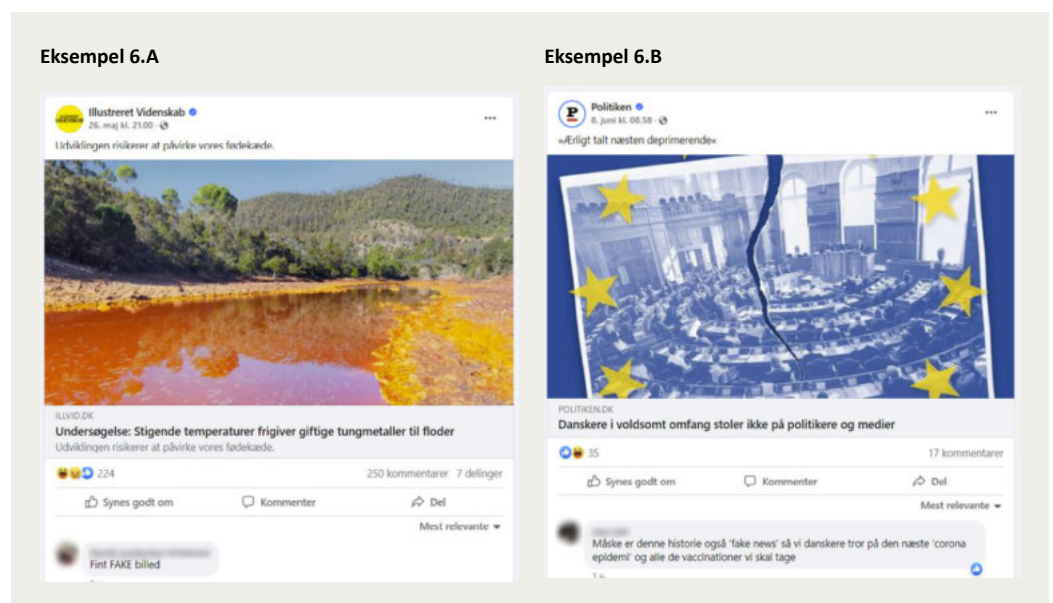 Eksempel 6.A
Illustreret Videnskab
26. maj kl. 21.00 ·
Udviklingen risikerer at påvirke vores fødekæde.
ILLVID.DK
Undersøgelse: Stigende temperaturer frigiver giftige tungmetaller til floder
Udviklingen risikerer at påvirke vores fødekæde.
224
250 kommentarer 7 delinger
Synes godt om Kommenter Del
Mest relevante
Fint FAKE billed
Eksempel 6.B
P
Politiken
8. juni kl. 08.58 ·
»Ærligt talt næsten deprimerende«
POLITIKEN.DK
Danskere i voldsomt omfang stoler ikke på politikere og medier
35
17 kommentarer
Synes godt om Kommenter Del
Mest relevante
Måske er denne historie også 'fake news' så vi danskere tror på den næste 'corona
epidemi' og alle de vaccinationer vi skal tage